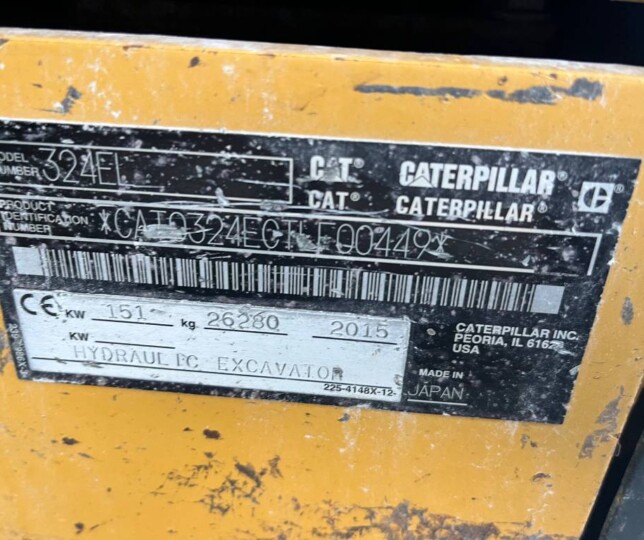 MODEL NUMBER 324EL
CAT® CATERPILLAR®
CAT® CATERPILLAR®
PRODUCT IDENTIFICATION NUMBER
CE KW 151 kg 26280 2015
KW
HYDRAULIC EXCAVATOR
225-4148X-12-
CATERPILLAR INC.
PEORIA, IL
USA
MADE IN
JAPAN